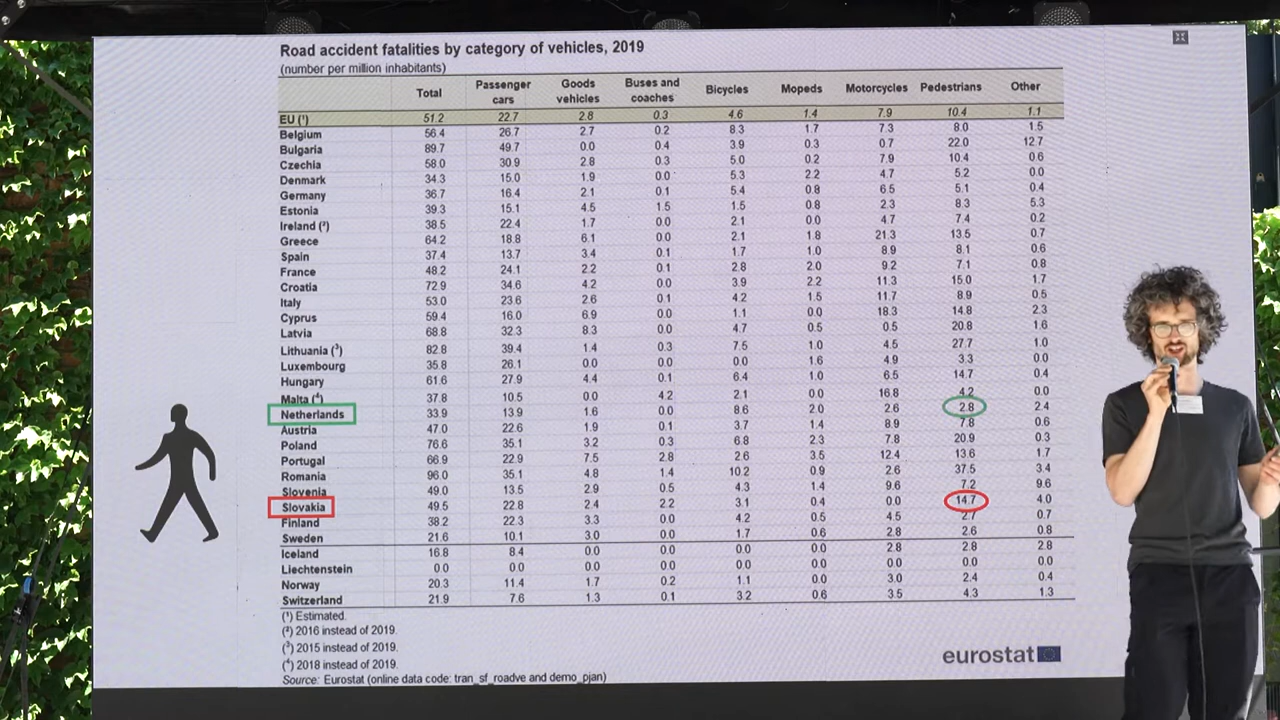 Road accident fatalities by category of vehicles, 2019
(number per million inhabitants)
Total Passenger cars Goods vehicles Buses and coaches Bicycles Mopeds Motorcycles Pedestrians Other
EU (¹) 51.2 22.7 2.8 0.3 4.6 1.4 7.9 10.4 1.1
Belgium 56.4 26.7 2.7 0.2 8.3 1.7 7.3 8.0 1.5
Bulgaria 89.7 49.7 0.0 0.4 3.9 0.3 0.7 22.0 12.7
Czechia 58.0 30.9 2.8 0.3 5.0 0.2 7.9 10.4 0.6
Denmark 34.3 15.0 1.9 0.0 5.3 2.2 4.7 5.2 0.0
Germany 36.7 16.4 2.1 0.1 5.4 0.8 6.5 5.1 0.4
Estonia 39.3 15.1 4.5 1.5 1.5 0.8 2.3 8.3 5.3
Ireland (²) 38.5 22.4 1.7 0.0 2.1 0.0 4.7 7.4 0.2
Greece 64.2 18.8 6.1 0.0 2.1 1.8 21.3 13.5 0.7
Spain 37.4 13.7 3.4 0.1 1.7 1.0 8.9 8.1 0.6
France 48.2 24.1 2.2 0.1 2.8 2.0 9.2 7.1 0.8
Croatia 72.9 34.6 4.2 0.0 3.9 2.2 11.3 15.0 1.7
Italy 53.0 23.6 2.6 0.1 4.2 1.5 11.7 8.9 0.5
Cyprus 59.4 16.0 6.9 0.0 1.1 0.0 18.3 14.8 2.3
Latvia 68.8 32.3 8.3 0.0 4.7 0.5 0.5 20.8 1.6
Lithuania (³) 82.8 39.4 1.4 0.3 7.5 1.0 4.5 27.7 1.0
Luxembourg 35.8 26.1 0.0 0.0 0.0 1.6 4.9 3.3 0.0
Hungary 61.6 27.9 4.4 0.1 6.4 1.0 6.5 14.7 0.4
Malta (⁴) 37.8 10.5 0.0 4.2 2.1 0.0 16.8 4.2 0.0
Netherlands 33.9 13.9 1.6 0.0 8.6 2.0 2.6 2.8 2.4
Austria 47.0 22.6 1.9 0.1 3.7 1.4 8.9 7.8 0.6
Poland 76.6 35.1 3.2 0.3 6.8 2.3 7.8 20.9 0.3
Portugal 66.9 22.9 7.5 2.8 2.6 3.5 12.4 13.6 1.7
Romania 96.0 35.1 4.8 1.4 10.2 0.9 2.6 37.5 3.4
Slovenia 49.0 13.5 2.9 0.5 4.3 1.4 9.6 7.2 9.6
Slovakia 49.5 22.8 2.4 2.2 3.1 0.4 0.0 14.7 4.0
Finland 38.2 22.3 3.3 0.0 4.2 0.5 4.5 2.7 0.7
Sweden 21.6 10.1 3.0 0.0 1.7 0.6 2.8 2.6 0.8
Iceland 16.8 8.4 0.0 0.0 0.0 0.0 2.8 2.8 2.8
Liechtenstein 0.0 0.0 0.0 0.0 0.0 0.0 0.0 0.0 0.0
Norway 20.3 11.4 1.7 0.2 1.1 0.0 3.0 2.4 0.4
Switzerland 21.9 7.6 1.3 0.1 3.2 0.6 3.5 4.3 1.3
(¹) Estimated.
(²) 2016 instead of 2019.
(³) 2015 instead of 2019.
(⁴) 2018 instead of 2019.
Source: Eurostat (online data code: tran_sf_roadve and demo_pjan)
eurostat